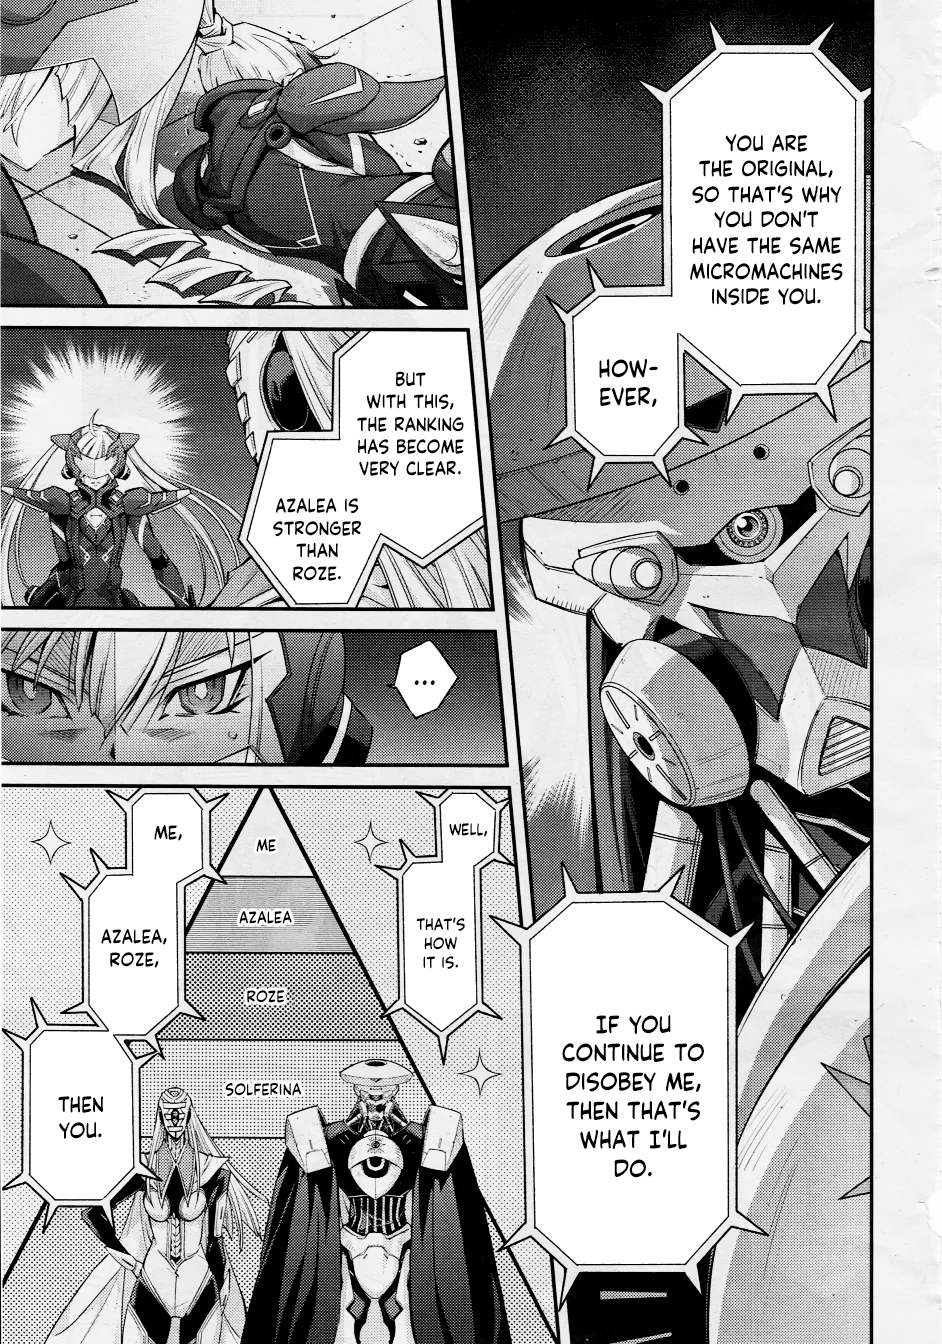 YOU ARE
THE ORIGINAL,
SO THAT'S WHY
YOU DON'T
HAVE THE SAME
MICROMACHINES
INSIDE YOU.
HOW-
EVER,
IF YOU
CONTINUE TO
DISOBEY ME,
THEN THAT'S
WHAT I'LL
DO.
BUT
WITH THIS,
THE RANKING
HAS BECOME
VERY CLEAR.
AZALEA IS
STRONGER
THAN
ROZE.
...
WELL,
THAT'S
HOW
IT IS.
ME
AZALEA
ROZE
SOLFERINA
ME,
AZALEA,
ROZE,
THEN
YOU.